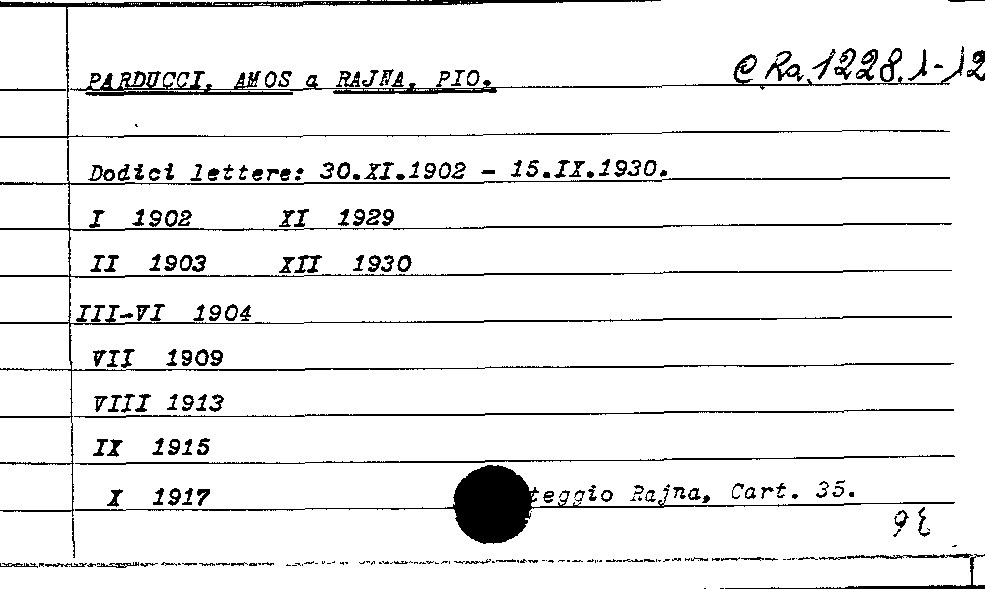 PARDUCCI, AMOS a RAJNA, PIO. C Ra. 1228.1-12
Dodici lettere: 30.XI.1902 - 15.IX.1930.
I 1902 XI 1929
II 1903 XII 1930
III-VI 1904
VII 1909
VIII 1913
IX 1915
X 1917 teggio Rajna, Cart. 35.